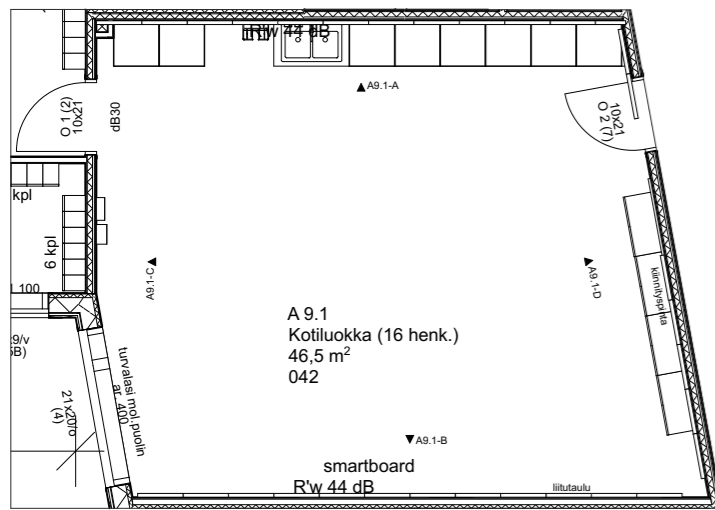 R'w 44 dB
A9.1-A
O 1 (2)
10x21
dB30
10x21
O 2 (7)
kpl
6 kpl
100
A9.1-C
A9.1-D
kiinnityspinta
A 9.1
Kotiluokka (16 henk.)
46,5 m²
042
turvalasi mol.puolin
ar. 400
21x20/o
(4)
A9.1-B
smartboard
R'w 44 dB
liitutaulu